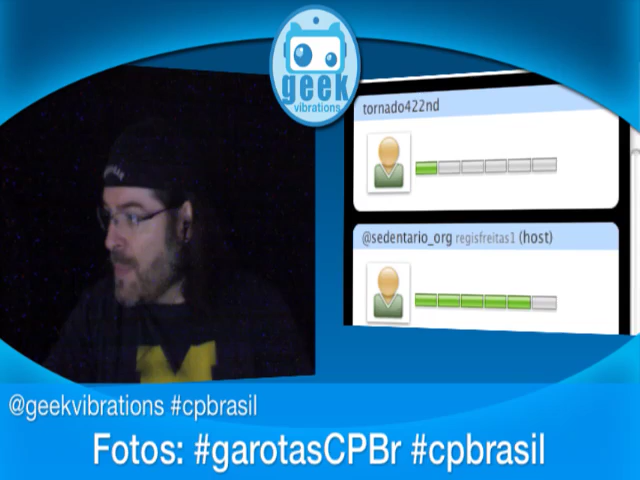 geek
vibrations
tornado422nd
@sedentario_org regisfreitas1 (host)
@geekvibrations #cpbrasil
Fotos: #garotasCPBr #cpbrasil